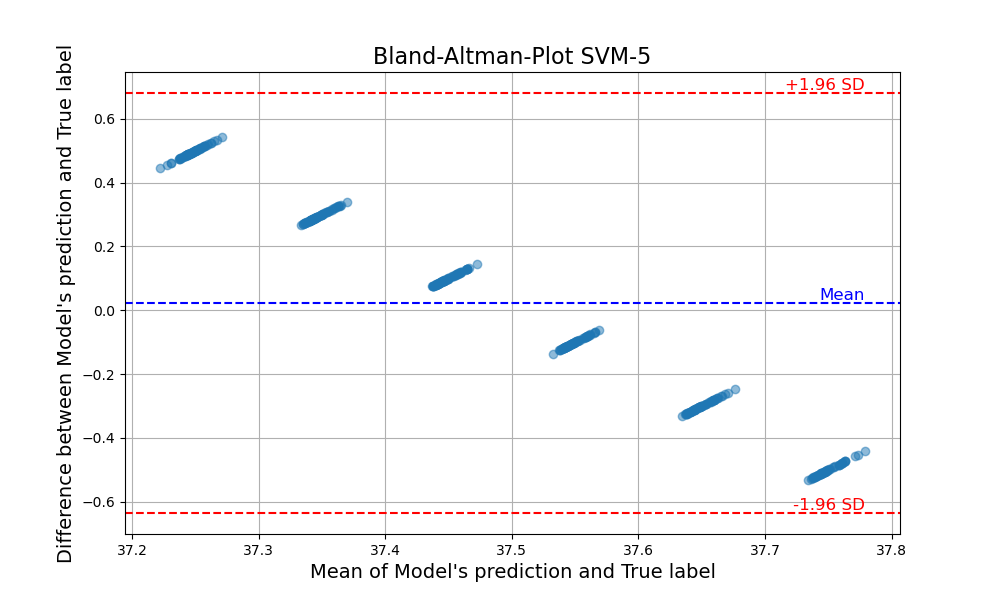 Bland-Altman-Plot SVM-5
Difference between Model's prediction and True label
+1.96 SD
0.6
0.4
0.2
Mean
0.0
−0.2
−0.4
−0.6
-1.96 SD
37.2 37.3 37.4 37.5 37.6 37.7 37.8
Mean of Model's prediction and True label